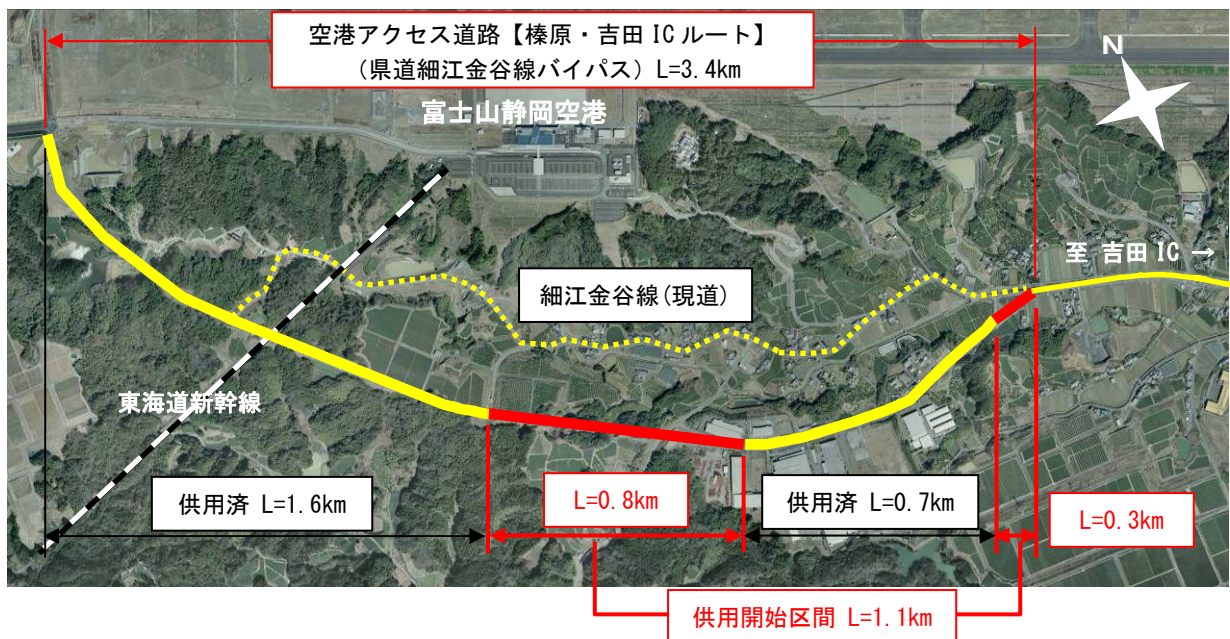 空港アクセス道路【榛原・吉田 IC ルート】
（県道細江金谷線バイパス）L=3.4km
N
富士山静岡空港
至 吉田 IC →
細江金谷線(現道)
東海道新幹線
供用済 L=1.6km
L=0.8km
供用済 L=0.7km
L=0.3km
供用開始区間 L=1.1km